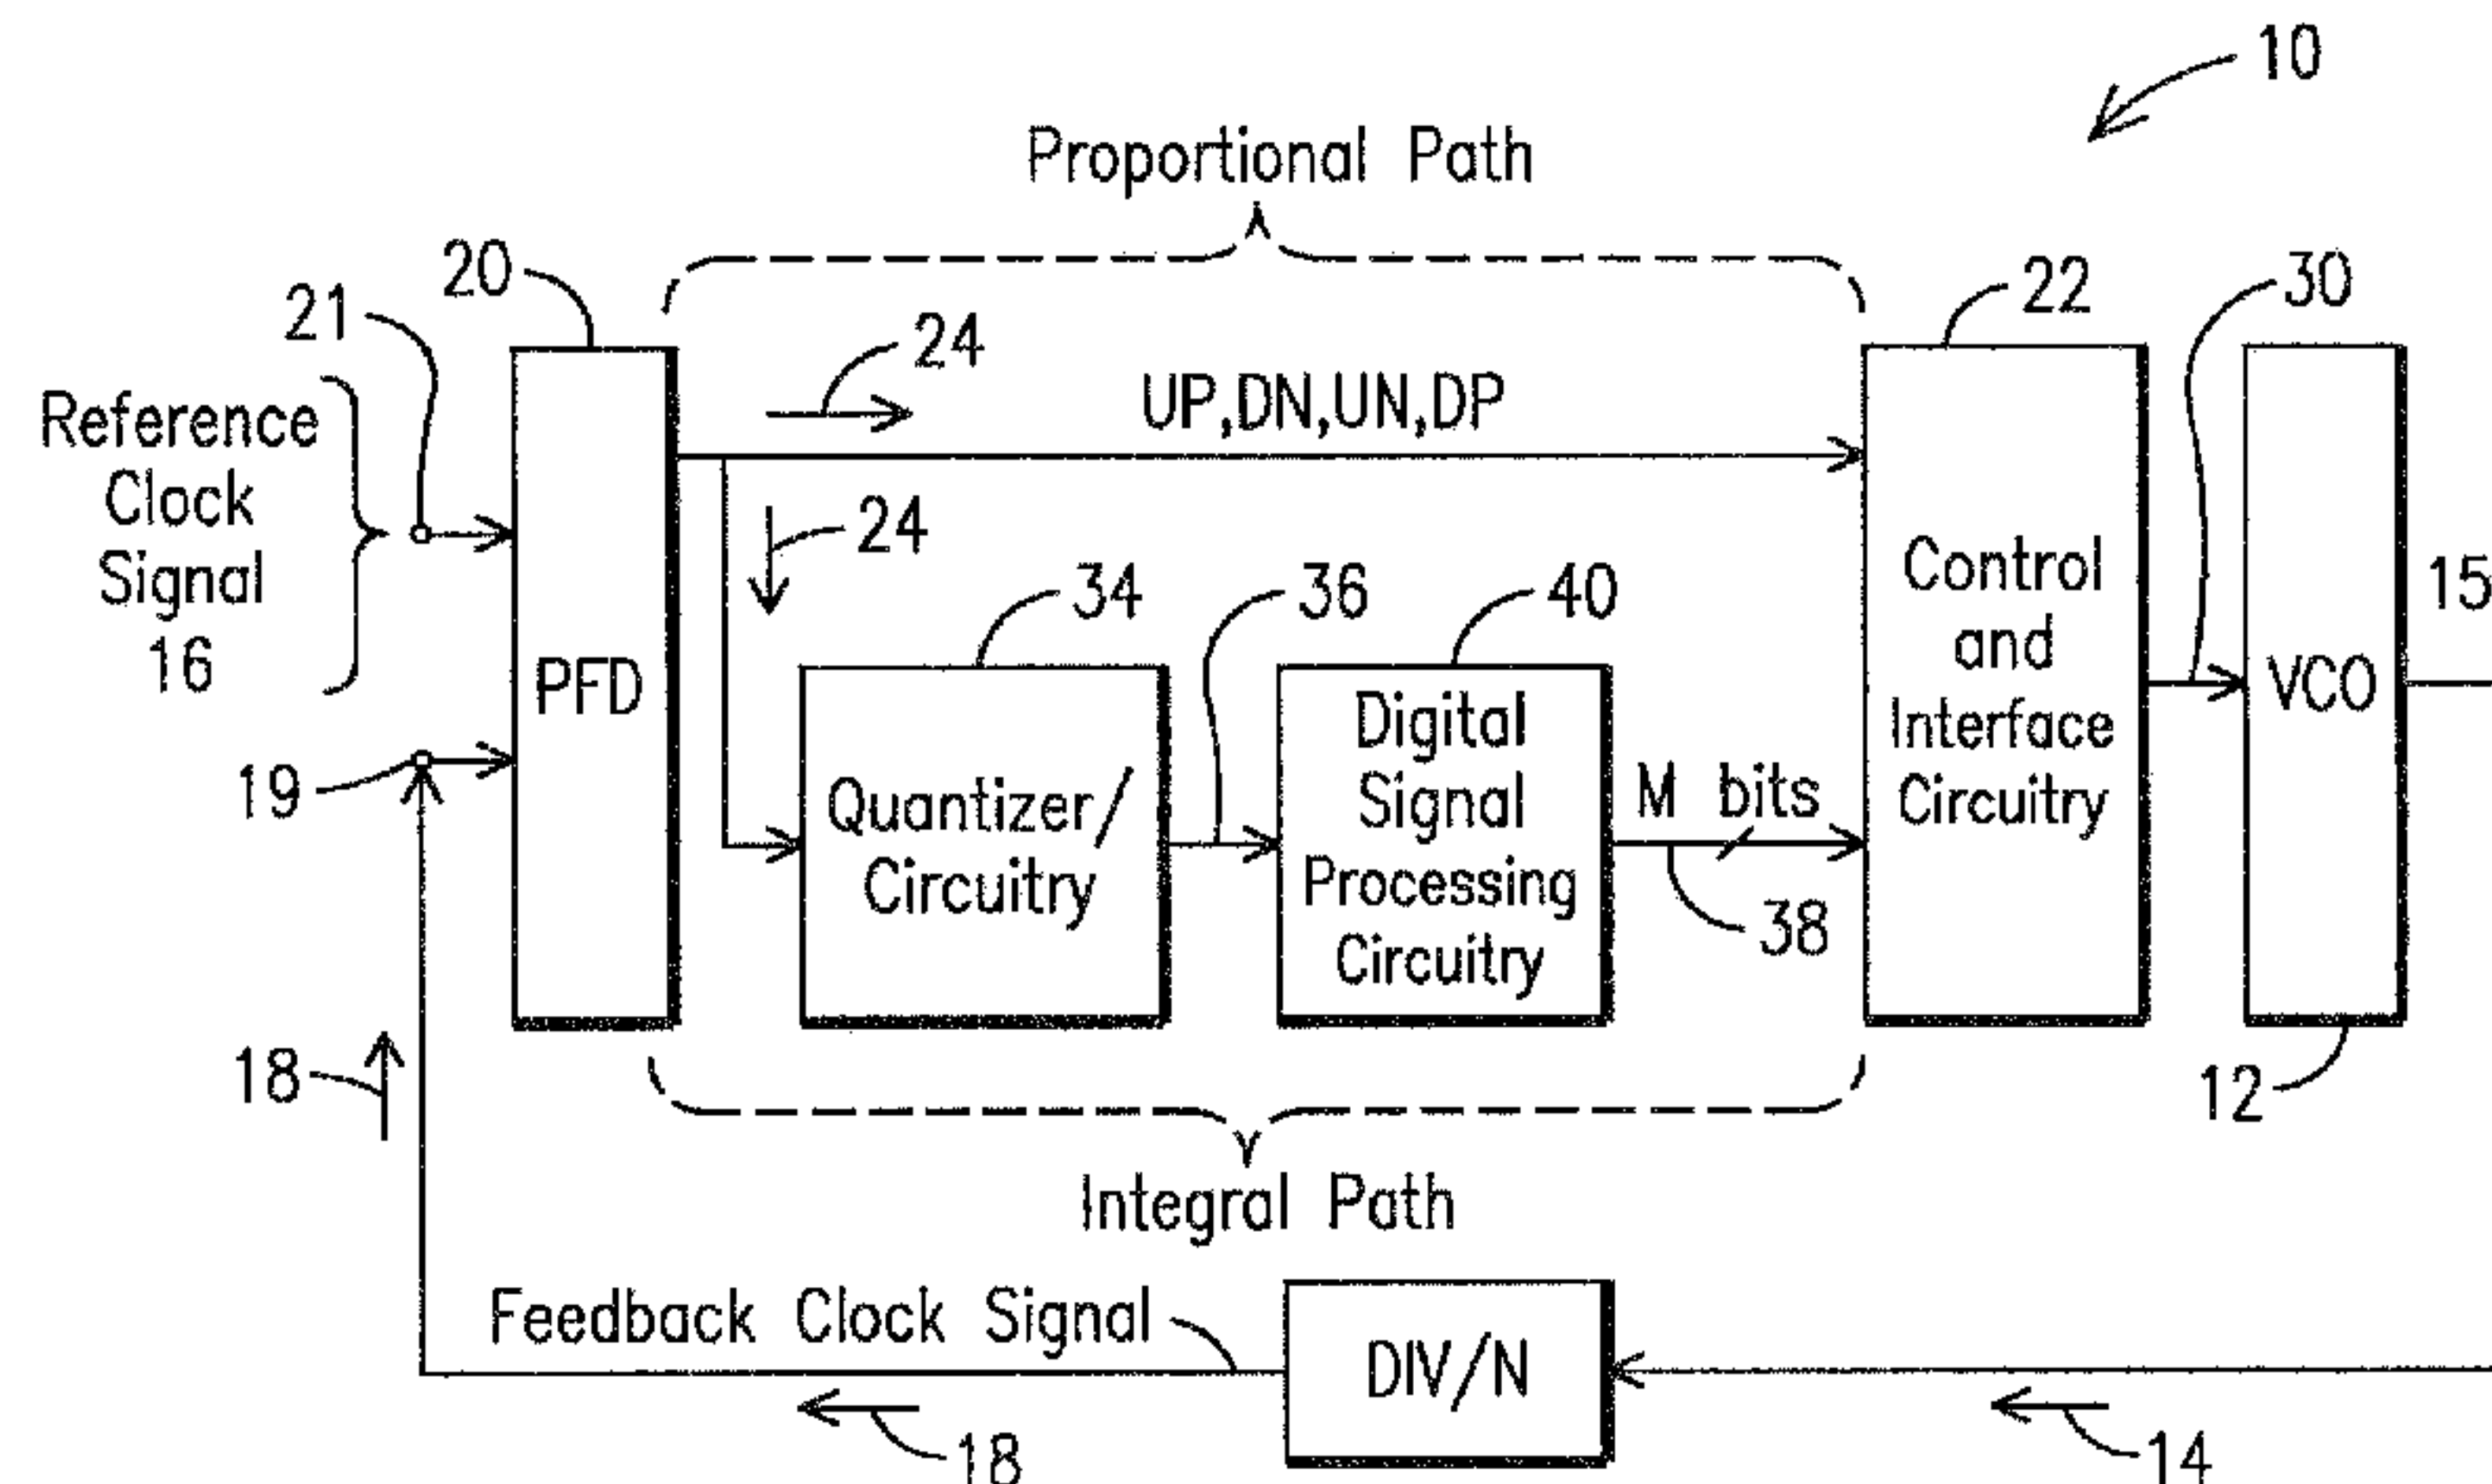 10
Proportional Path
20
21
24
22
30
UP,DN,UN,DP
Reference
Clock
Signal
16
24
34
36
40
15
PFD
Quantizer/
Circuitry
Digital
Signal
Processing
Circuitry
M bits
38
Control
and
Interface
Circuitry
VCO
19
18
12
Integral Path
Feedback Clock Signal
DIV/N
18
14